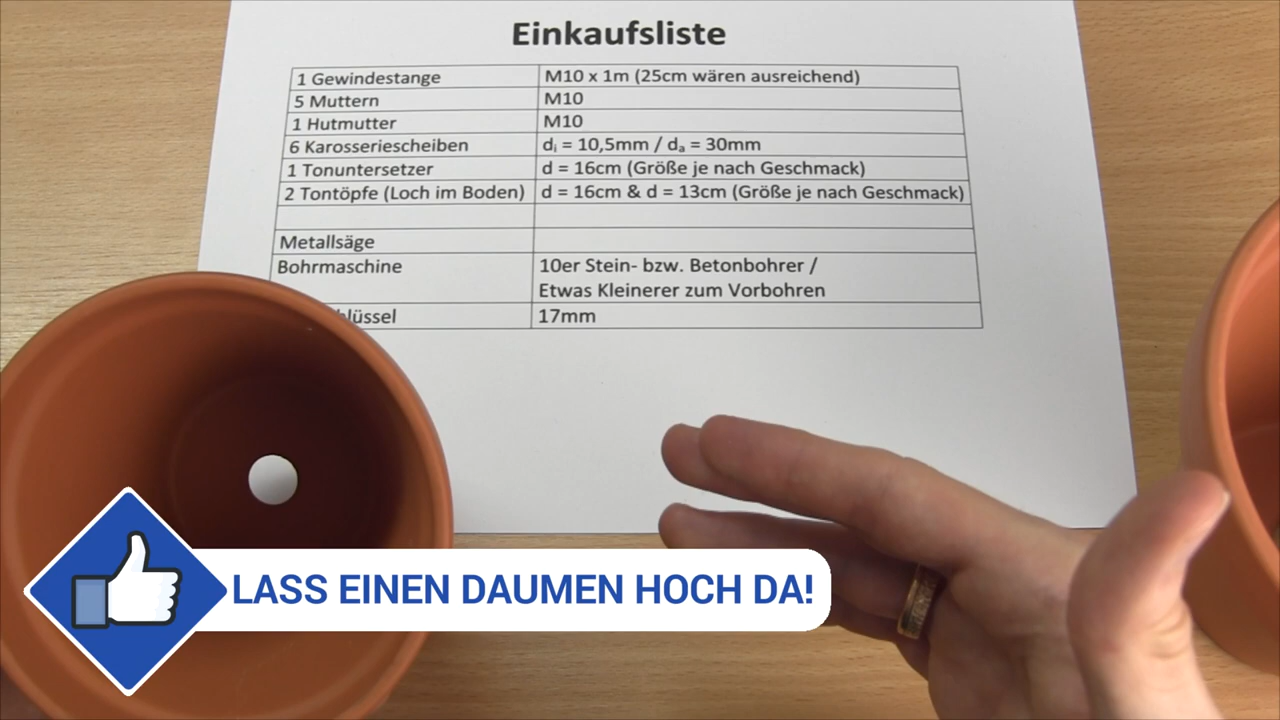 Einkaufsliste
1 Gewindestange M10 x 1m (25cm wären ausreichend)
5 Muttern M10
1 Hutmutter M10
6 Karosseriescheiben dᵢ = 10,5mm / dₐ = 30mm
1 Tonuntersetzer d = 16cm (Größe je nach Geschmack)
2 Tontöpfe (Loch im Boden) d = 16cm & d = 13cm (Größe je nach Geschmack)
Metallsäge
Bohrmaschine 10er Stein- bzw. Betonbohrer /
Etwas Kleinerer zum Vorbohren
17mm
LASS EINEN DAUMEN HOCH DA!